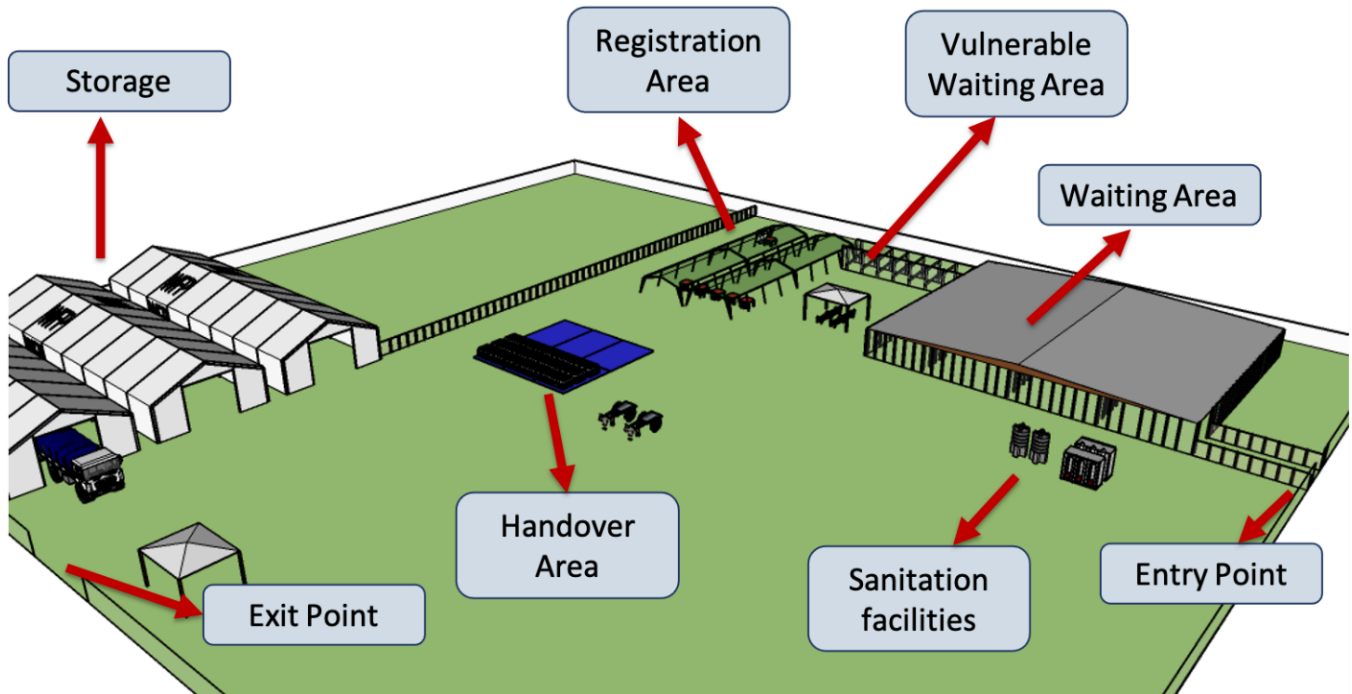 Storage
Registration
Area
Vulnerable
Waiting Area
Waiting Area
Handover
Area
Sanitation
facilities
Entry Point
Exit Point